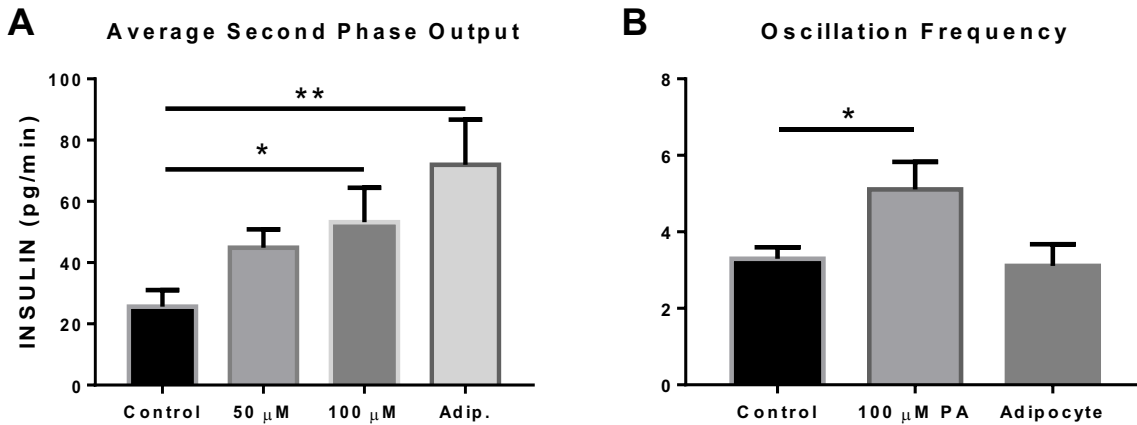 A
Average Second Phase Output
INSULIN (pg/min)
100
80
60
40
20
0
**
*
Control
50 μM
100 μM
Adip.
B
Oscillation Frequency
8
6
4
2
0
*
Control
100 μM PA
Adipocyte